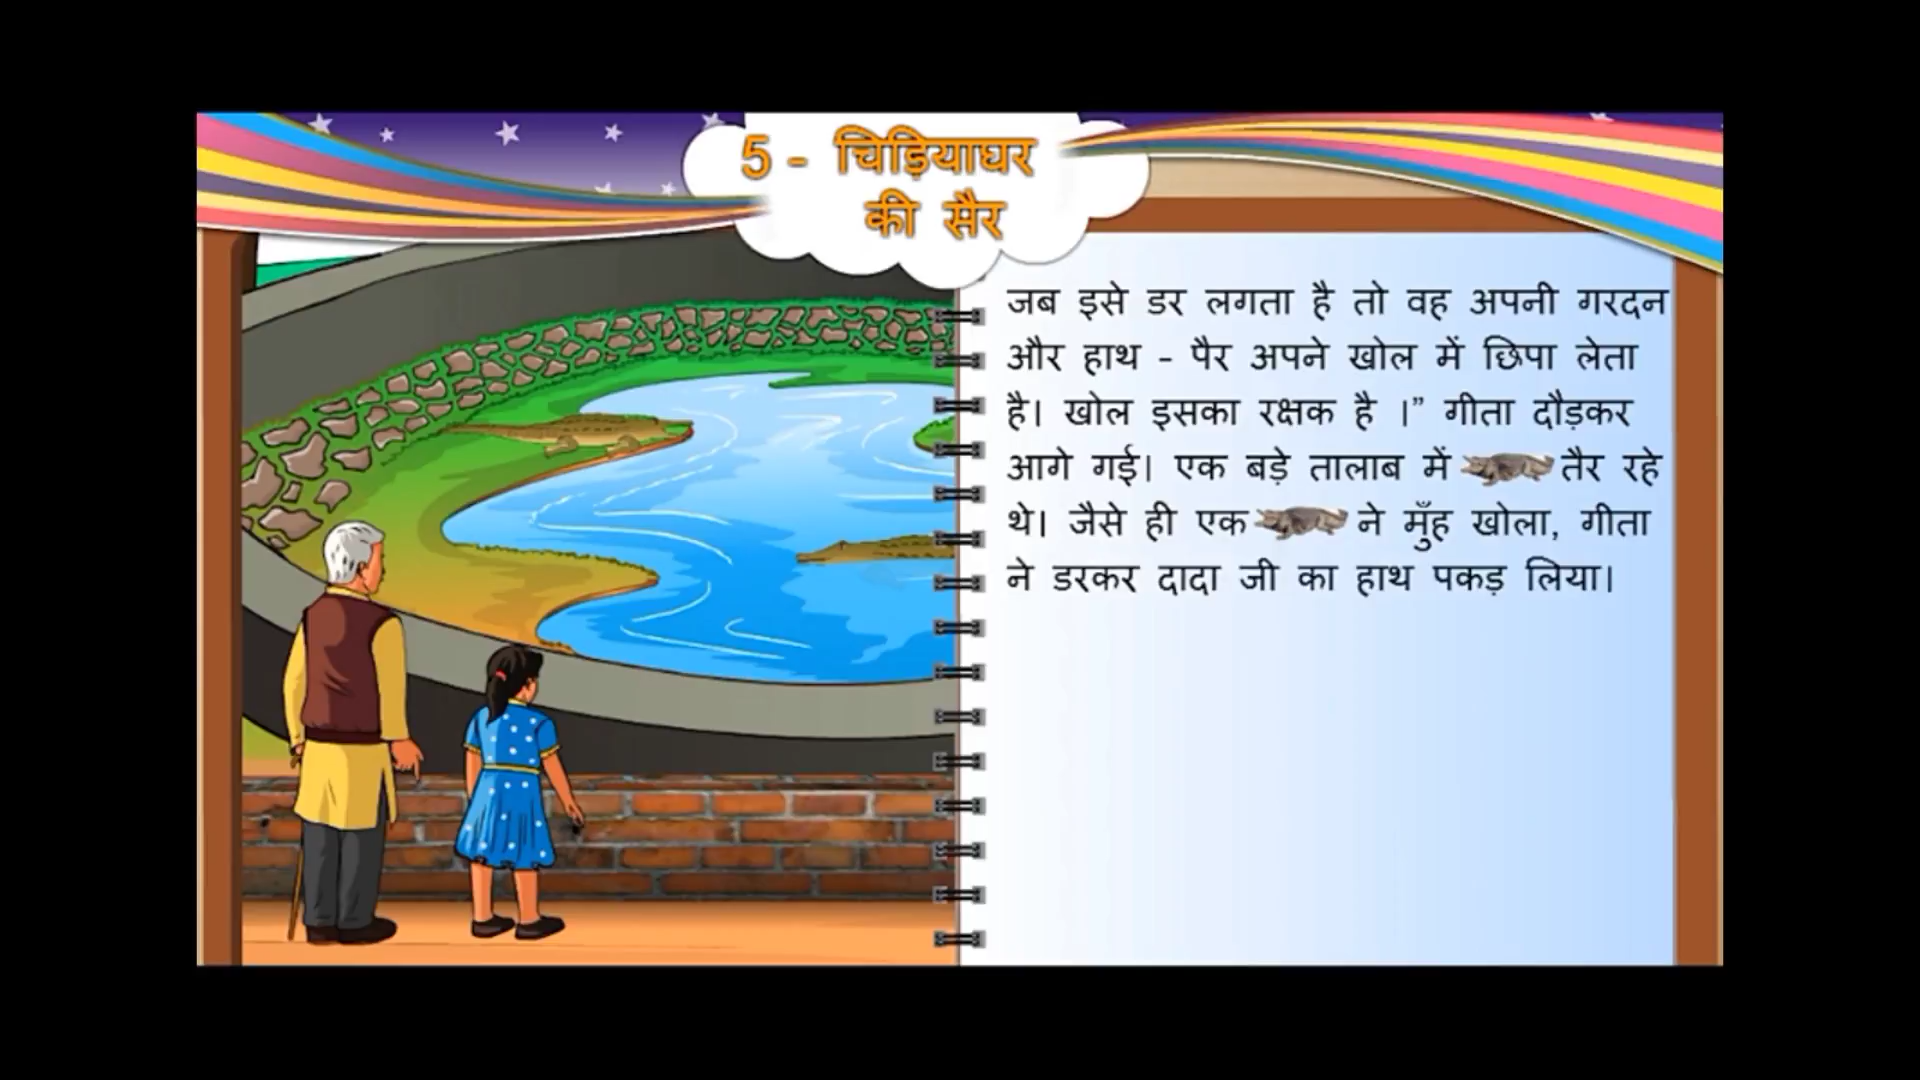 5 - चिड़ियाघर
की सैर
जब इसे डर लगता है तो वह अपनी गरदन
और हाथ - पैर अपने खोल में छिपा लेता
है। खोल इसका रक्षक है ।” गीता दौड़कर
आगे गई। एक बड़े तालाब में तैर रहे
थे। जैसे ही एक ने मुँह खोला, गीता
ने डरकर दादा जी का हाथ पकड़ लिया।